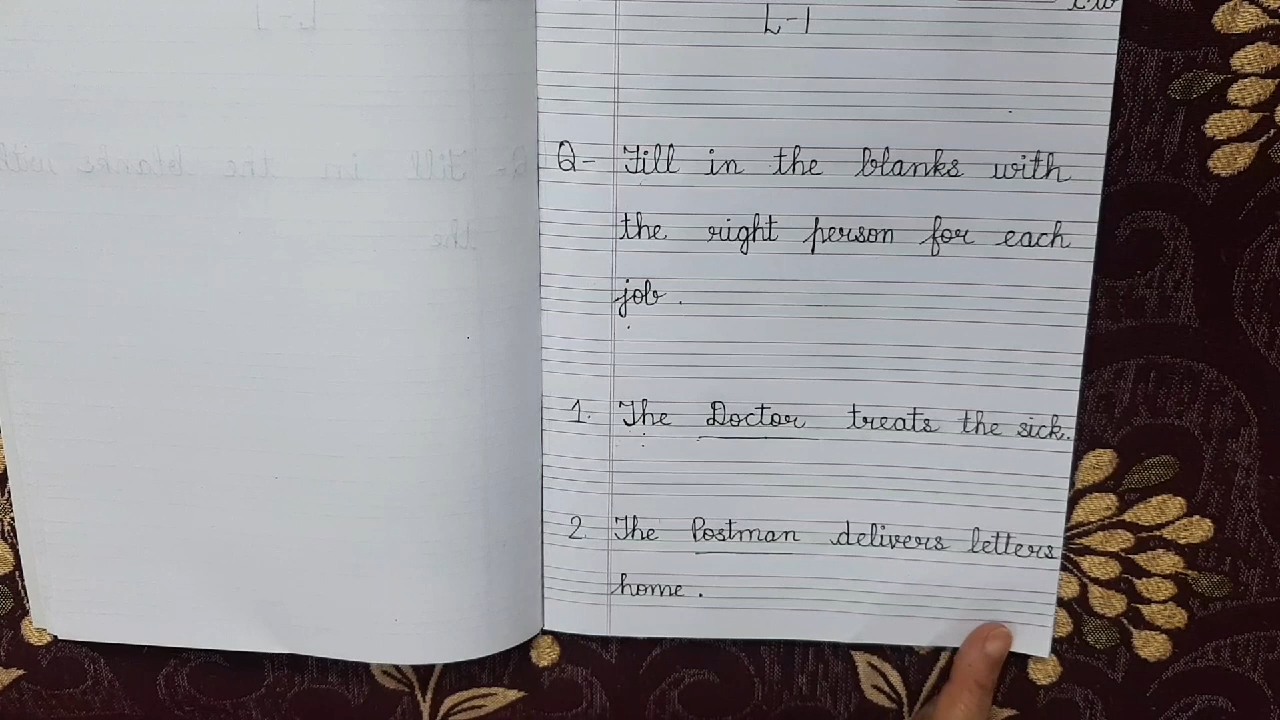 L-1
Q- Fill in the blanks with
the right person for each
job.
1. The Doctor treats the sick.
2. The Postman delivers letters
home.